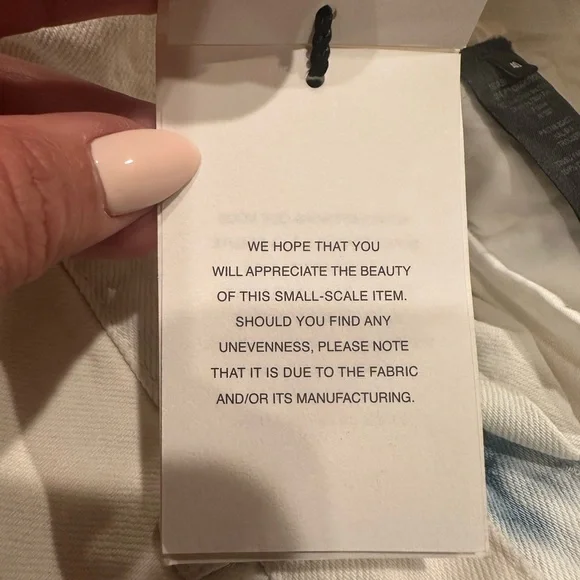 WE HOPE THAT YOU
WILL APPRECIATE THE BEAUTY
OF THIS SMALL-SCALE ITEM.
SHOULD YOU FIND ANY
UNEVENNESS, PLEASE NOTE
THAT IT IS DUE TO THE FABRIC
AND/OR ITS MANUFACTURING.